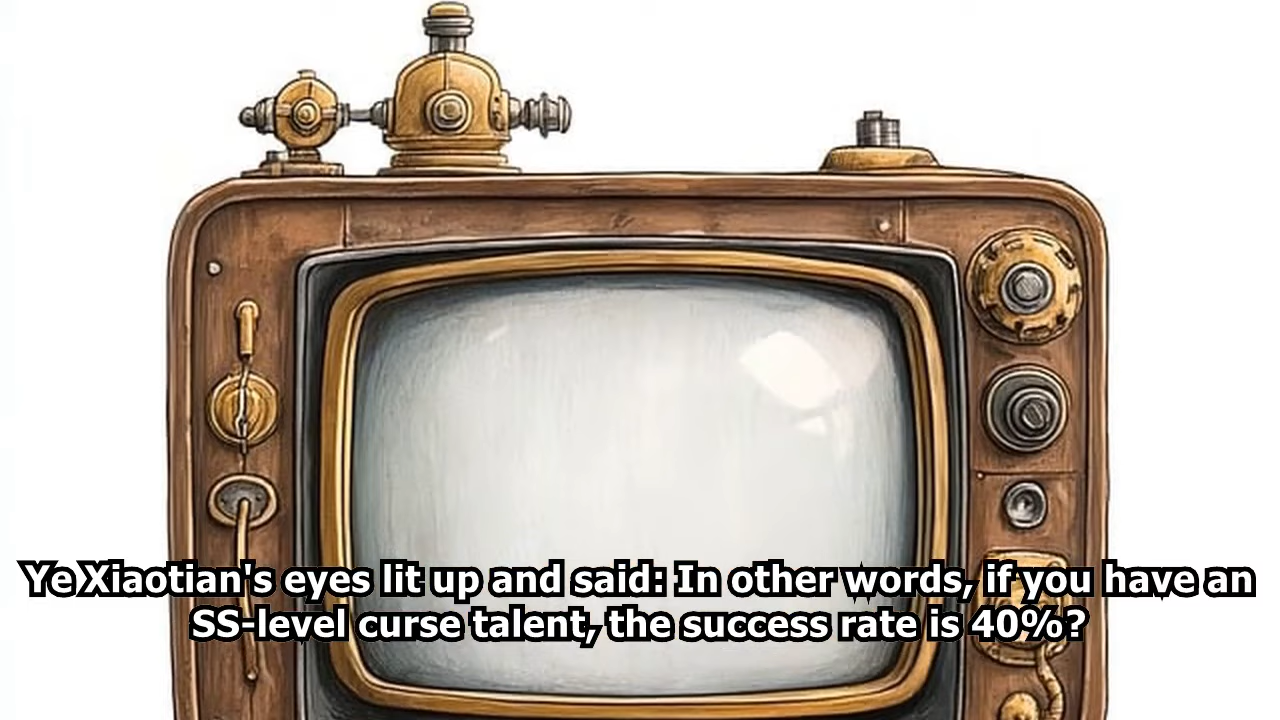 Ye Xiaotian's eyes lit up and said: In other words, if you have an
SS-level curse talent, the success rate is 40%?